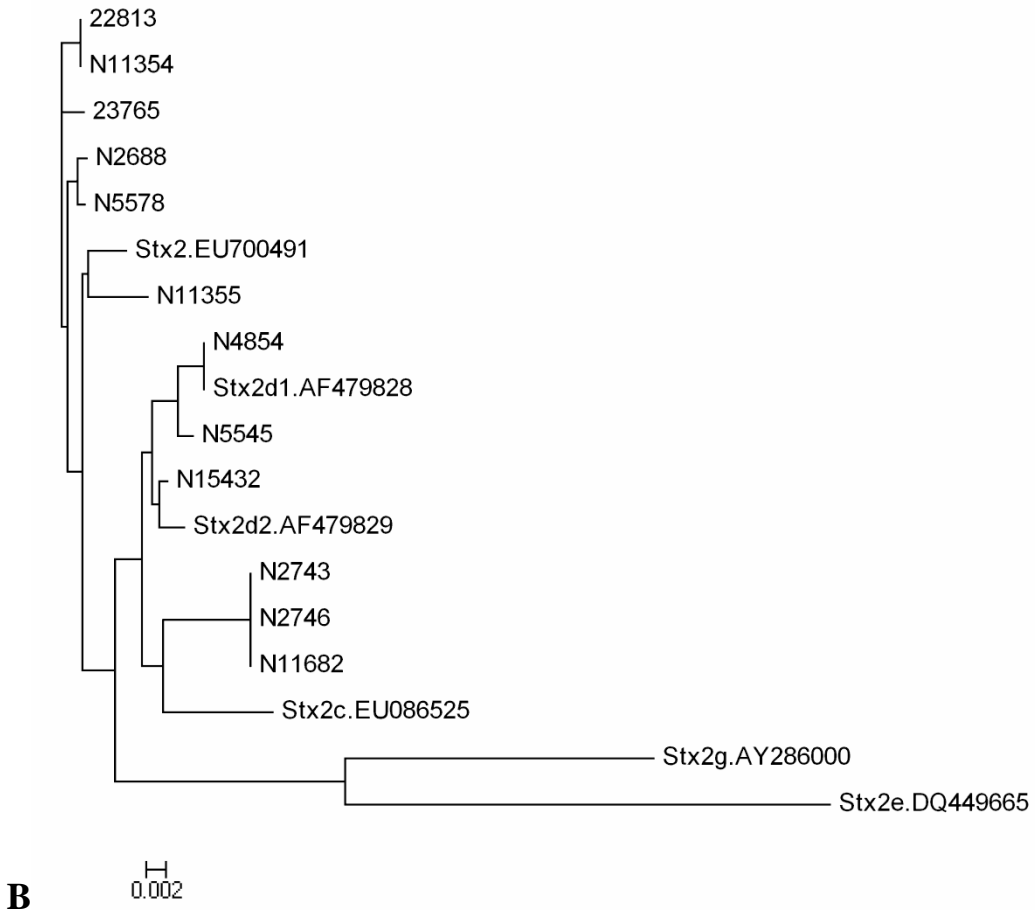 22813
N11354
23765
N2688
N5578
Stx2.EU700491
N11355
N4854
Stx2d1.AF479828
N5545
N15432
Stx2d2.AF479829
N2743
N2746
N11682
Stx2c.EU086525
Stx2g.AY286000
Stx2e.DQ449665
0.002
B